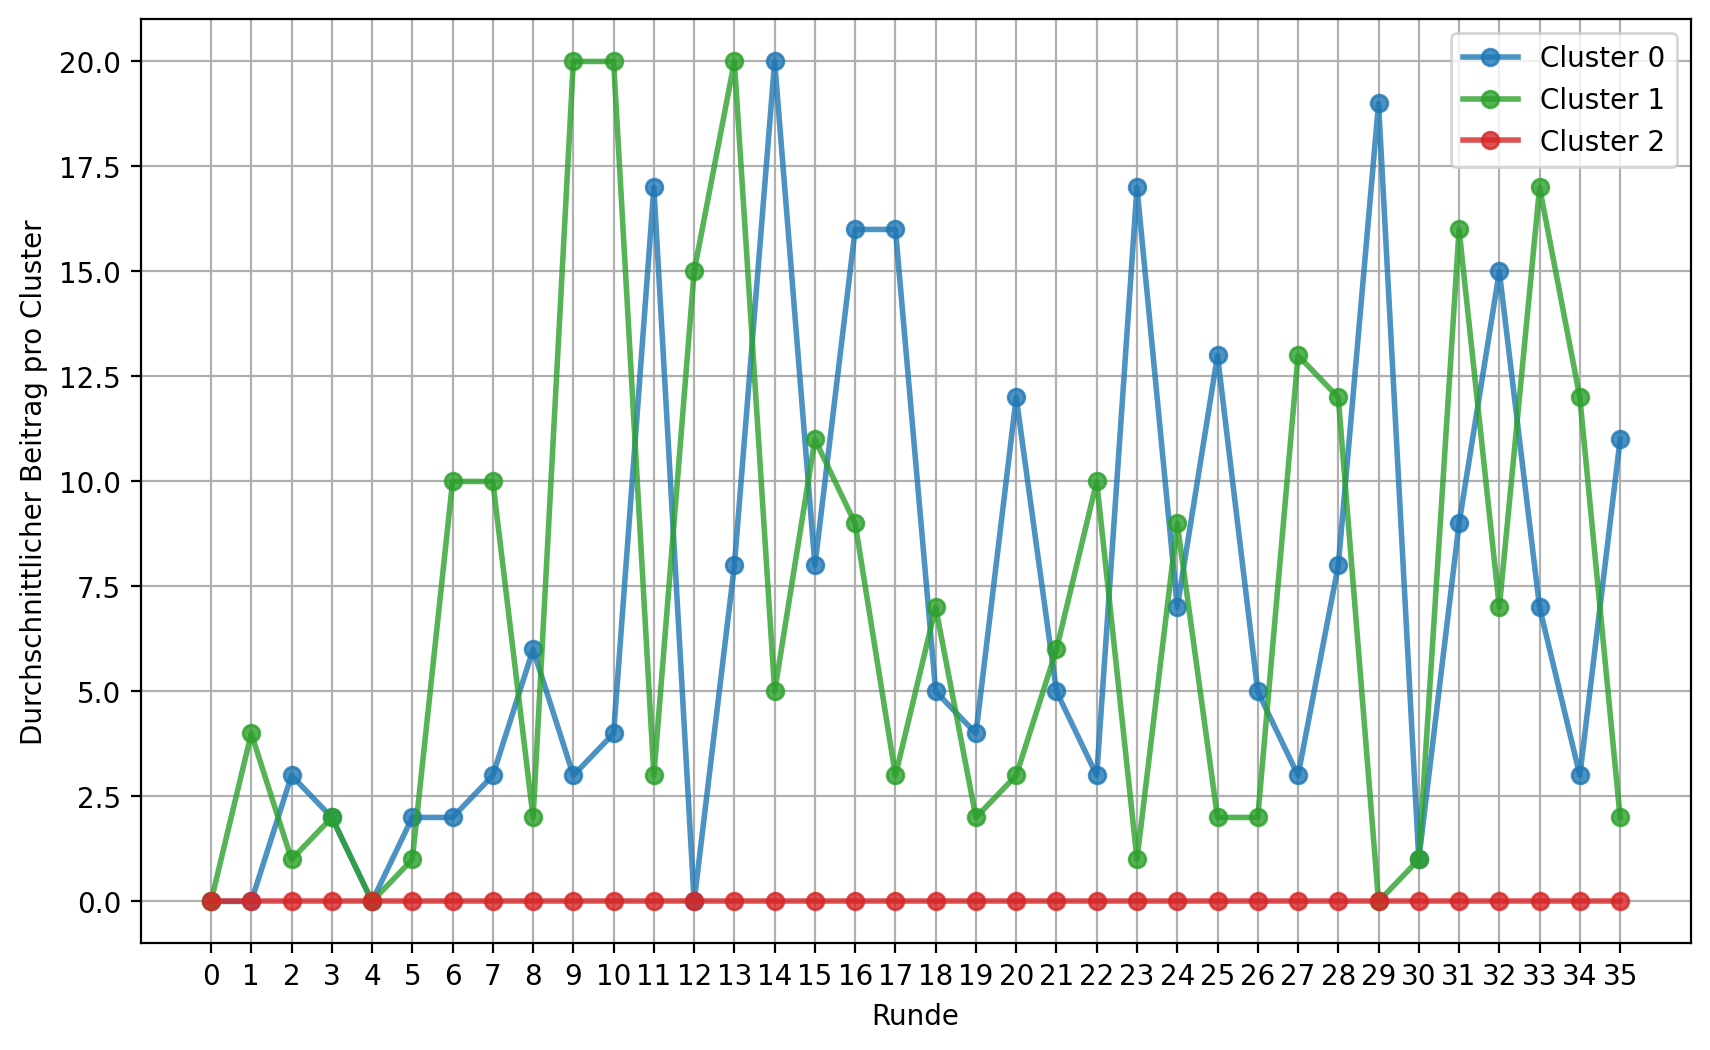 Durchschnittlicher Beitrag pro Cluster
20.0
17.5
15.0
12.5
10.0
7.5
5.0
2.5
0.0
Cluster 0
Cluster 1
Cluster 2
0 1 2 3 4 5 6 7 8 9 10 11 12 13 14 15 16 17 18 19 20 21 22 23 24 25 26 27 28 29 30 31 32 33 34 35
Runde